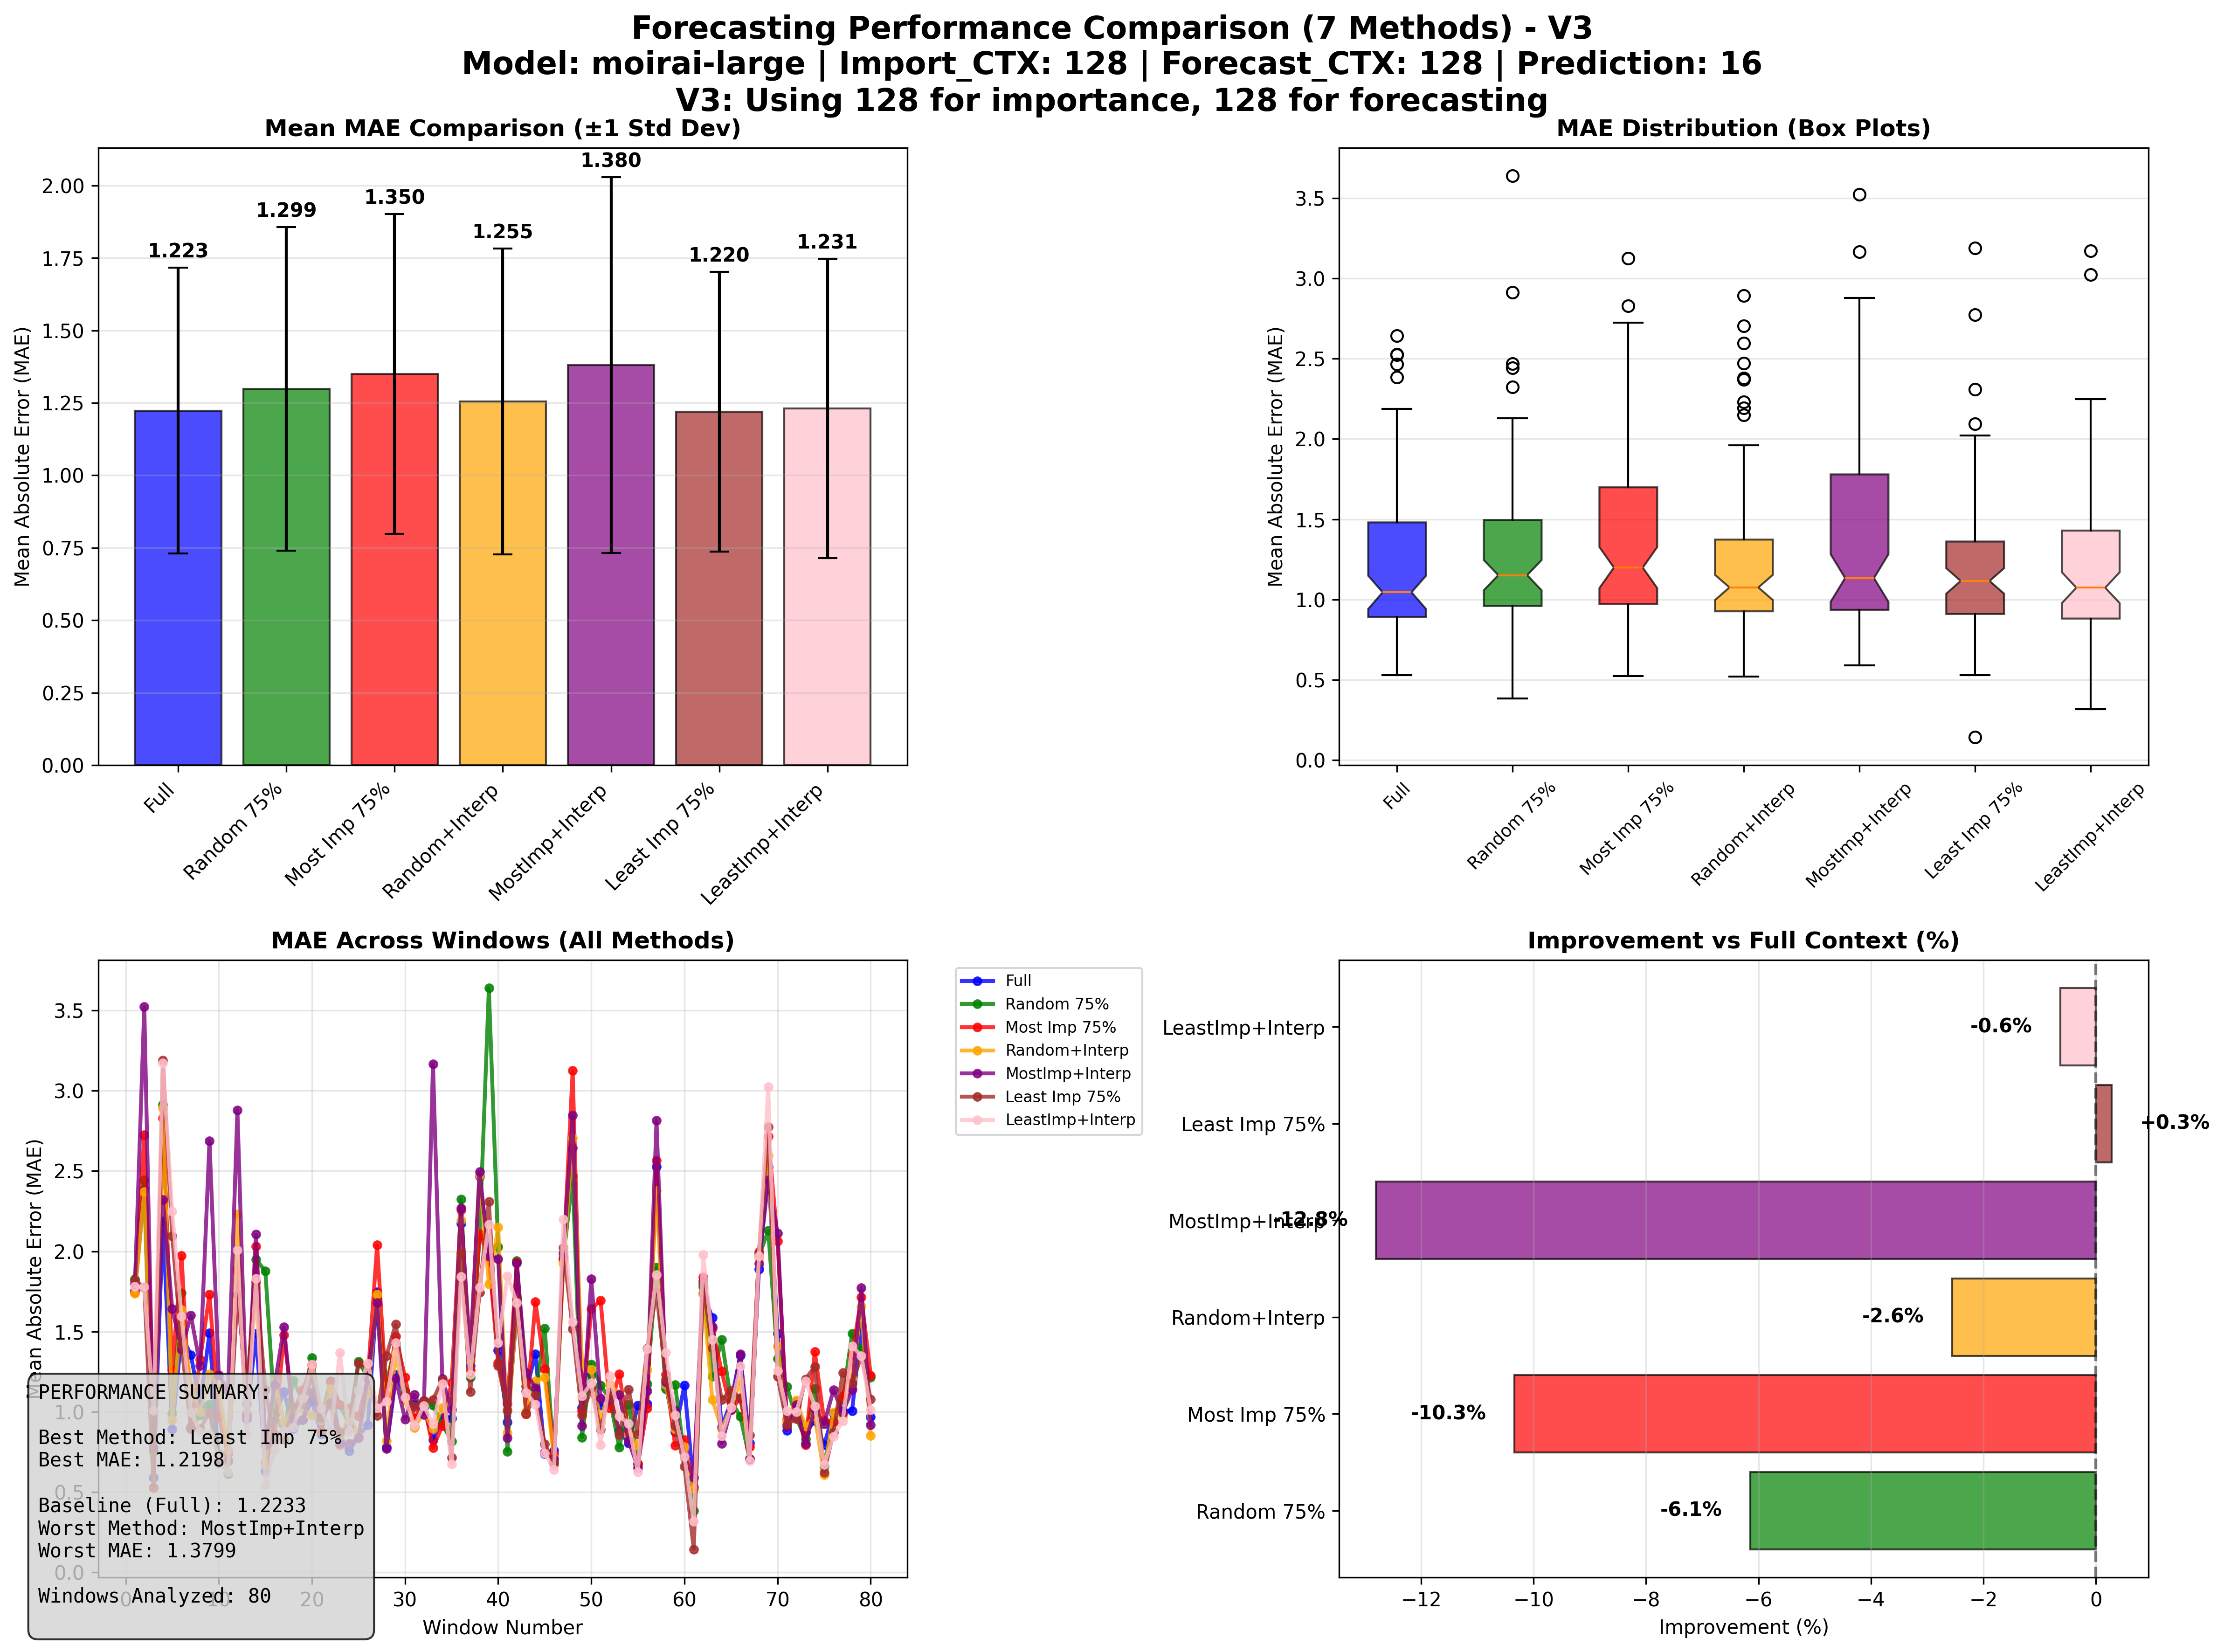 Forecasting Performance Comparison (7 Methods) - V3
Model: moirai-large | Import_CTX: 128 | Forecast_CTX: 128 | Prediction: 16
V3: Using 128 for importance, 128 for forecasting
Mean MAE Comparison (±1 Std Dev)
Mean Absolute Error (MAE)
2.00
1.75
1.50
1.25
1.00
0.75
0.50
0.25
0.00
1.223
1.299
1.350
1.255
1.380
1.220
1.231
Full
Random 75%
Most Imp 75%
Random+Interp
MostImp+Interp
Least Imp 75%
LeastImp+Interp
MAE Distribution (Box Plots)
Mean Absolute Error (MAE)
3.5
3.0
2.5
2.0
1.5
1.0
0.5
0.0
Full
Random 75%
Most Imp 75%
Random+Interp
MostImp+Interp
Least Imp 75%
LeastImp+Interp
MAE Across Windows (All Methods)
Mean Absolute Error (MAE)
3.5
3.0
2.5
2.0
1.5
1.0
0.5
0.0
0
10
20
30
40
50
60
70
80
Window Number
Full
Random 75%
Most Imp 75%
Random+Interp
MostImp+Interp
Least Imp 75%
LeastImp+Interp
PERFORMANCE SUMMARY:
Best Method: Least Imp 75%
Best MAE: 1.2198
Baseline (Full): 1.2233
Worst Method: MostImp+Interp
Worst MAE: 1.3799
Windows Analyzed: 80
Improvement vs Full Context (%)
LeastImp+Interp
-0.6%
Least Imp 75%
+0.3%
MostImp+Interp
-12.8%
Random+Interp
-2.6%
Most Imp 75%
-10.3%
Random 75%
-6.1%
−12
−10
−8
−6
−4
−2
0
Improvement (%)